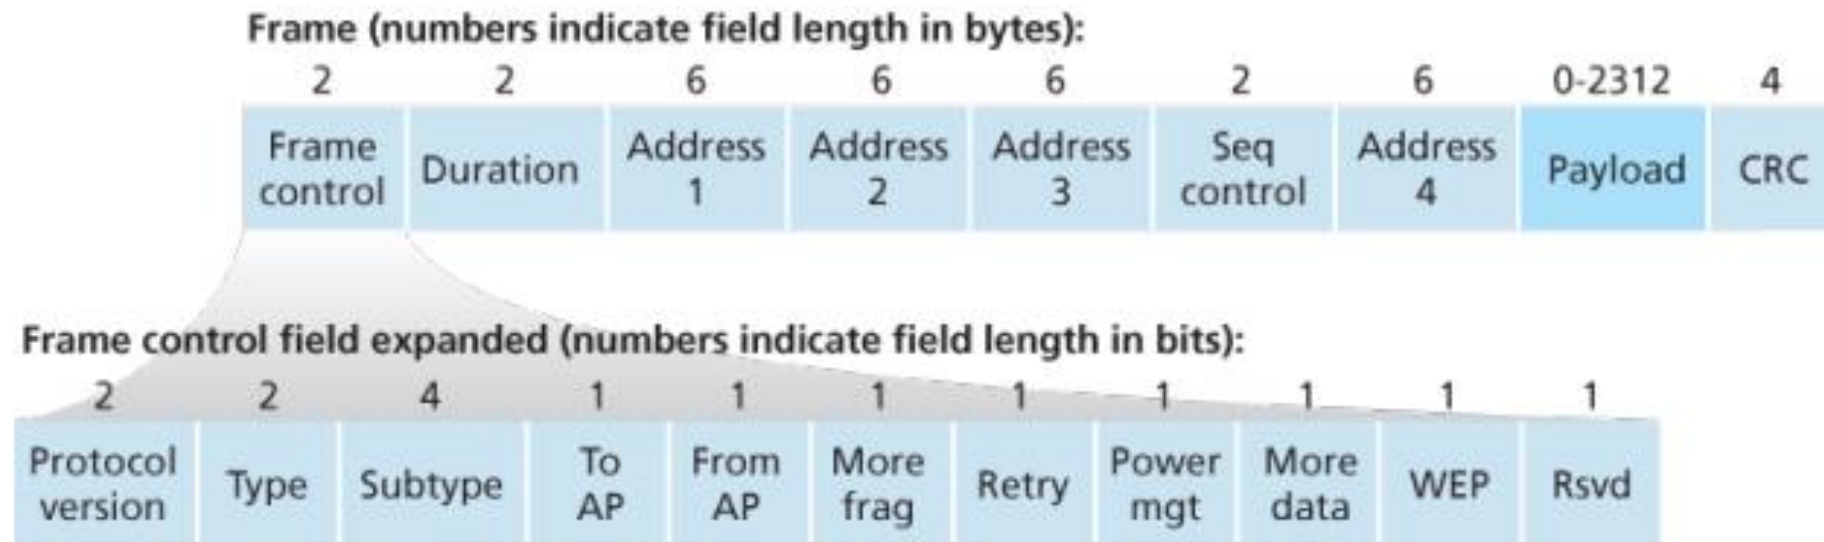 Frame (numbers indicate field length in bytes):
2 2 6 6 6 2 6 0-2312 4
Frame Address Address Address Seq Address
control Duration 1 2 3 control 4 Payload CRC
Frame control field expanded (numbers indicate field length in bits):
2 2 4 1 1 1 1 1 1 1 1
Protocol To From More Power More
version Type Subtype AP AP frag Retry mgt data WEP Rsvd